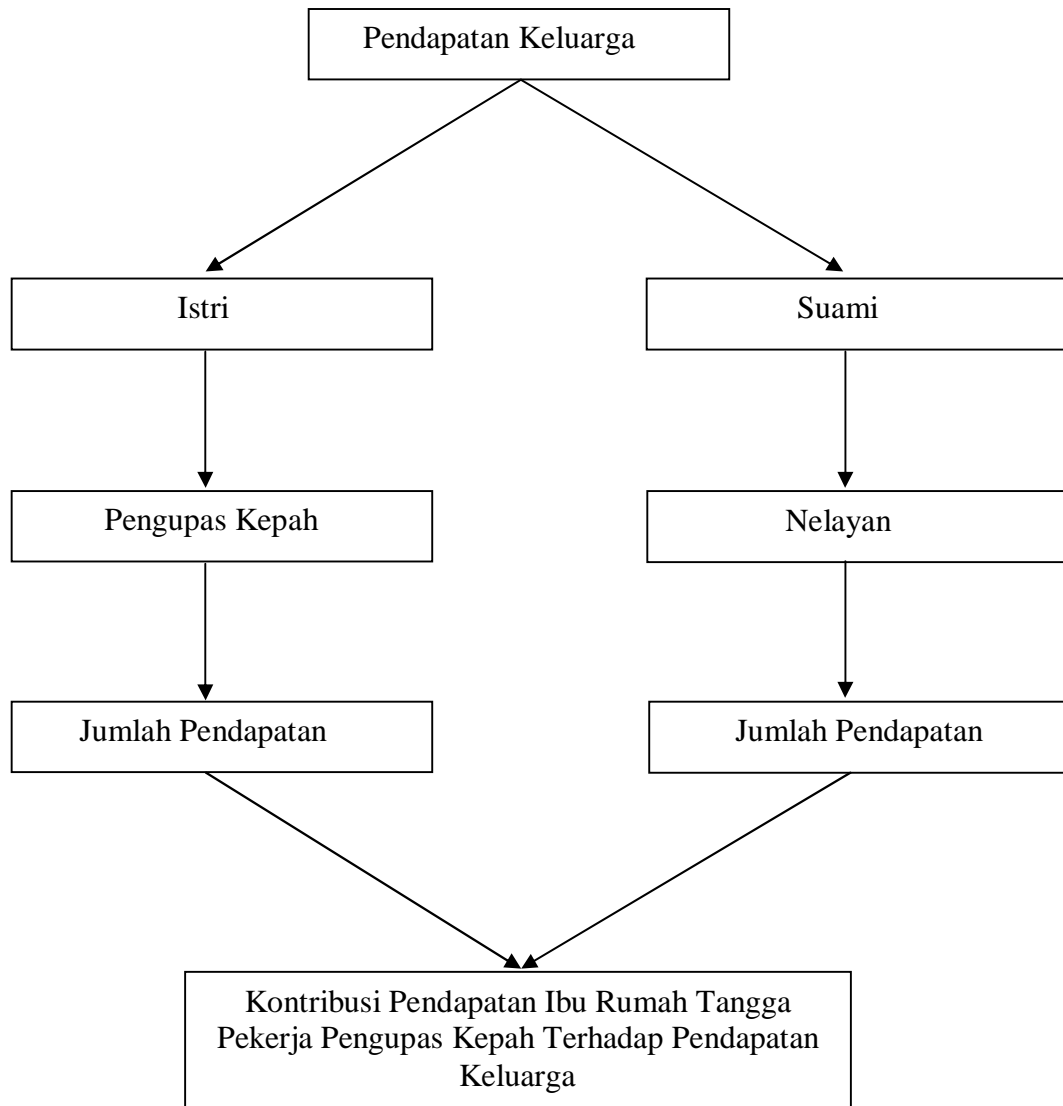 Pendapatan Keluarga
Istri
Suami
Pengupas Kepah
Nelayan
Jumlah Pendapatan
Jumlah Pendapatan
Kontribusi Pendapatan Ibu Rumah Tangga
Pekerja Pengupas Kepah Terhadap Pendapatan
Keluarga